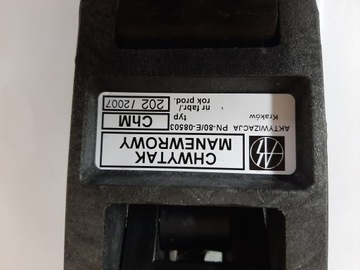 CHWYTAK
MANEWROWY
AKTYWIZACJA PN-80/E-08503
Kraków
typ ChM
nr fabr./
rok prod. 202 / 2007